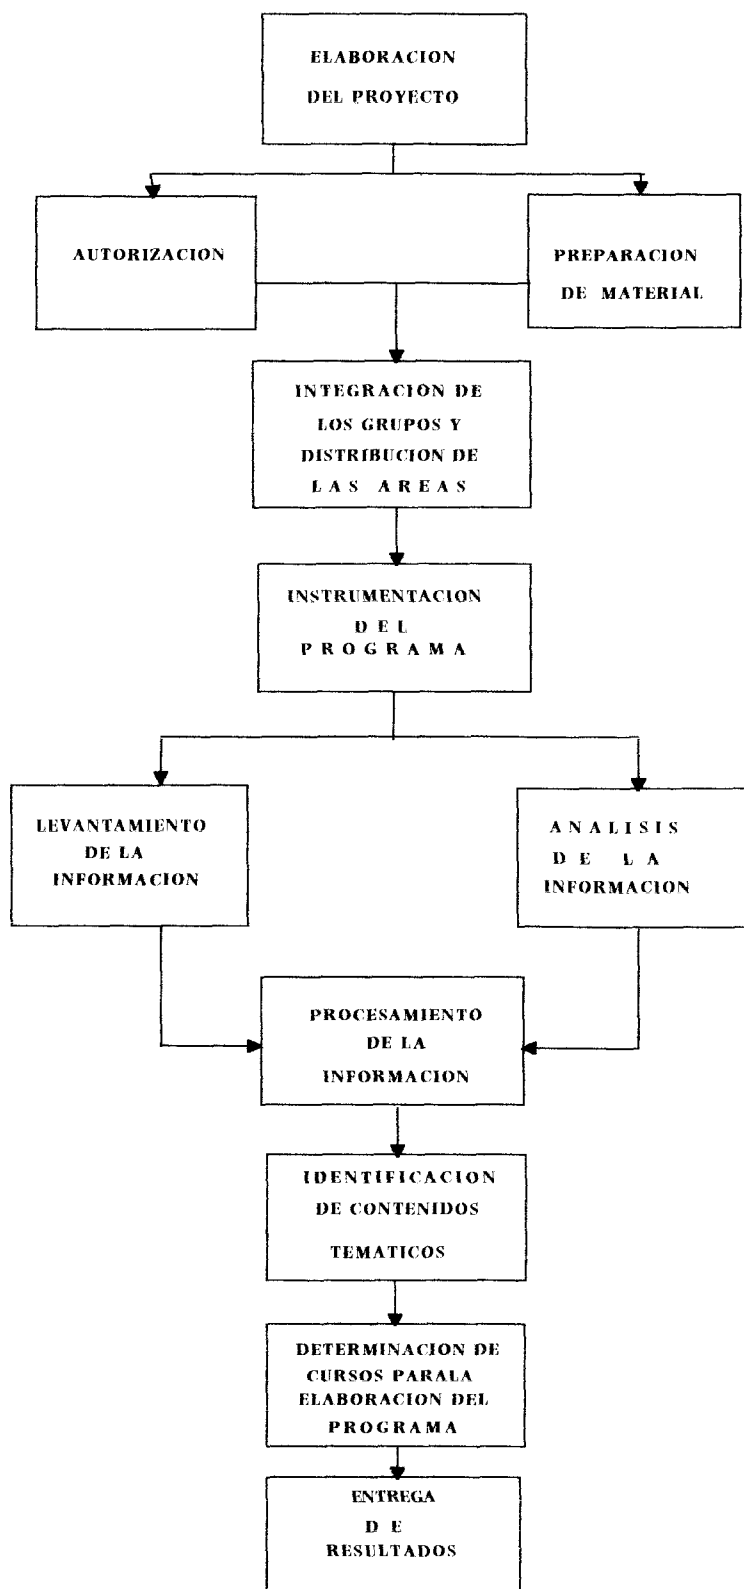 ELABORACION
DEL PROYECTO
AUTORIZACION
PREPARACION
DE MATERIAL
INTEGRACION DE
LOS GRUPOS Y
DISTRIBUCION DE
LAS AREAS
INSTRUMENTACION
DEL
PROGRAMA
LEVANTAMIENTO
DE LA
INFORMACION
ANALISIS
DE LA
INFORMACION
PROCESAMIENTO
DE LA
INFORMACION
IDENTIFICACION
DE CONTENIDOS
TEMATICOS
DETERMINACION DE
CURSOS PARALA
ELABORACION DEL
PROGRAMA
ENTREGA
DE
RESULTADOS